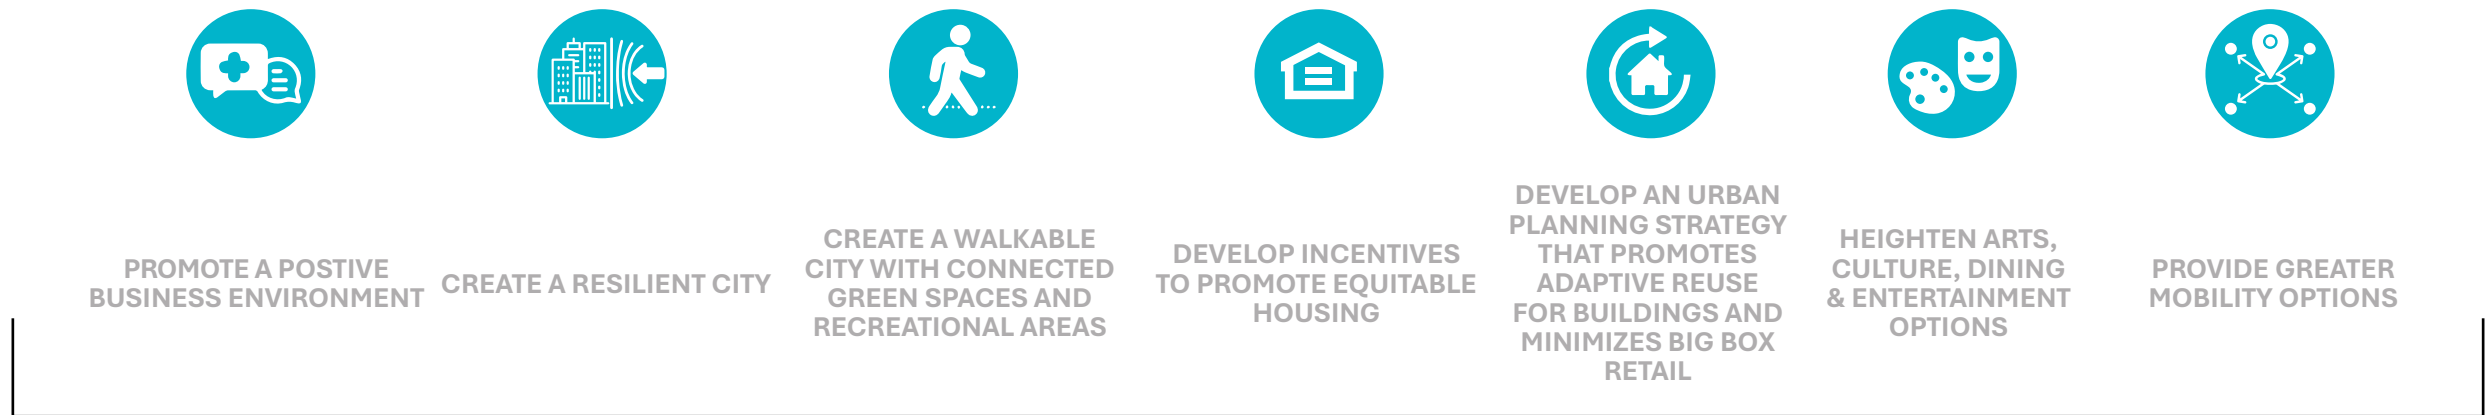 PROMOTE A POSTIVE
BUSINESS ENVIRONMENT
CREATE A RESILIENT CITY
CREATE A WALKABLE
CITY WITH CONNECTED
GREEN SPACES AND
RECREATIONAL AREAS
DEVELOP INCENTIVES
TO PROMOTE EQUITABLE
HOUSING
DEVELOP AN URBAN
PLANNING STRATEGY
THAT PROMOTES
ADAPTIVE REUSE
FOR BUILDINGS AND
MINIMIZES BIG BOX
RETAIL
HEIGHTEN ARTS,
CULTURE, DINING
& ENTERTAINMENT
OPTIONS
PROVIDE GREATER
MOBILITY OPTIONS